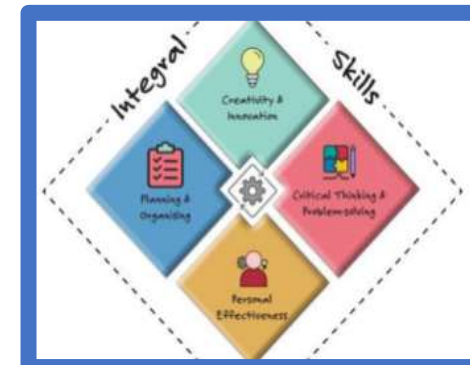 Integral
Skills
Creativity &
Innovation
Planning &
Organising
Critical Thinking &
Problem-solving
Personal
Effectiveness